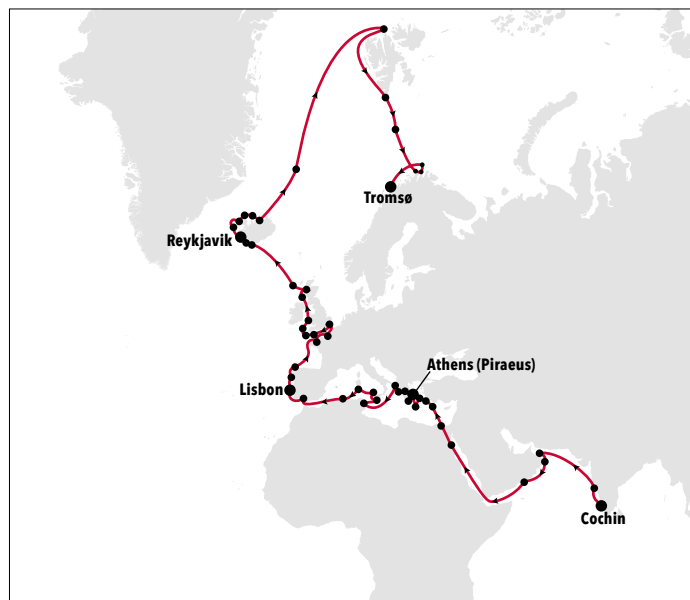 Tromsø
Reykjavik
Athens (Piraeus)
Lisbon
Cochin